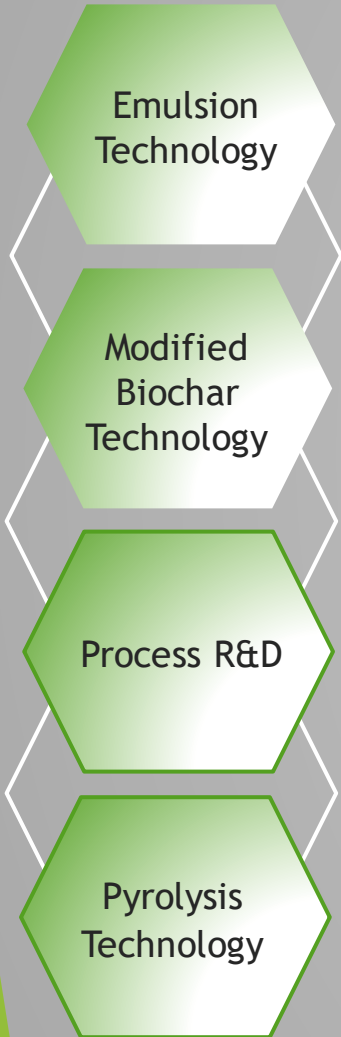 Emulsion
Technology
Modified
Biochar
Technology
Process R&D
Pyrolysis
Technology